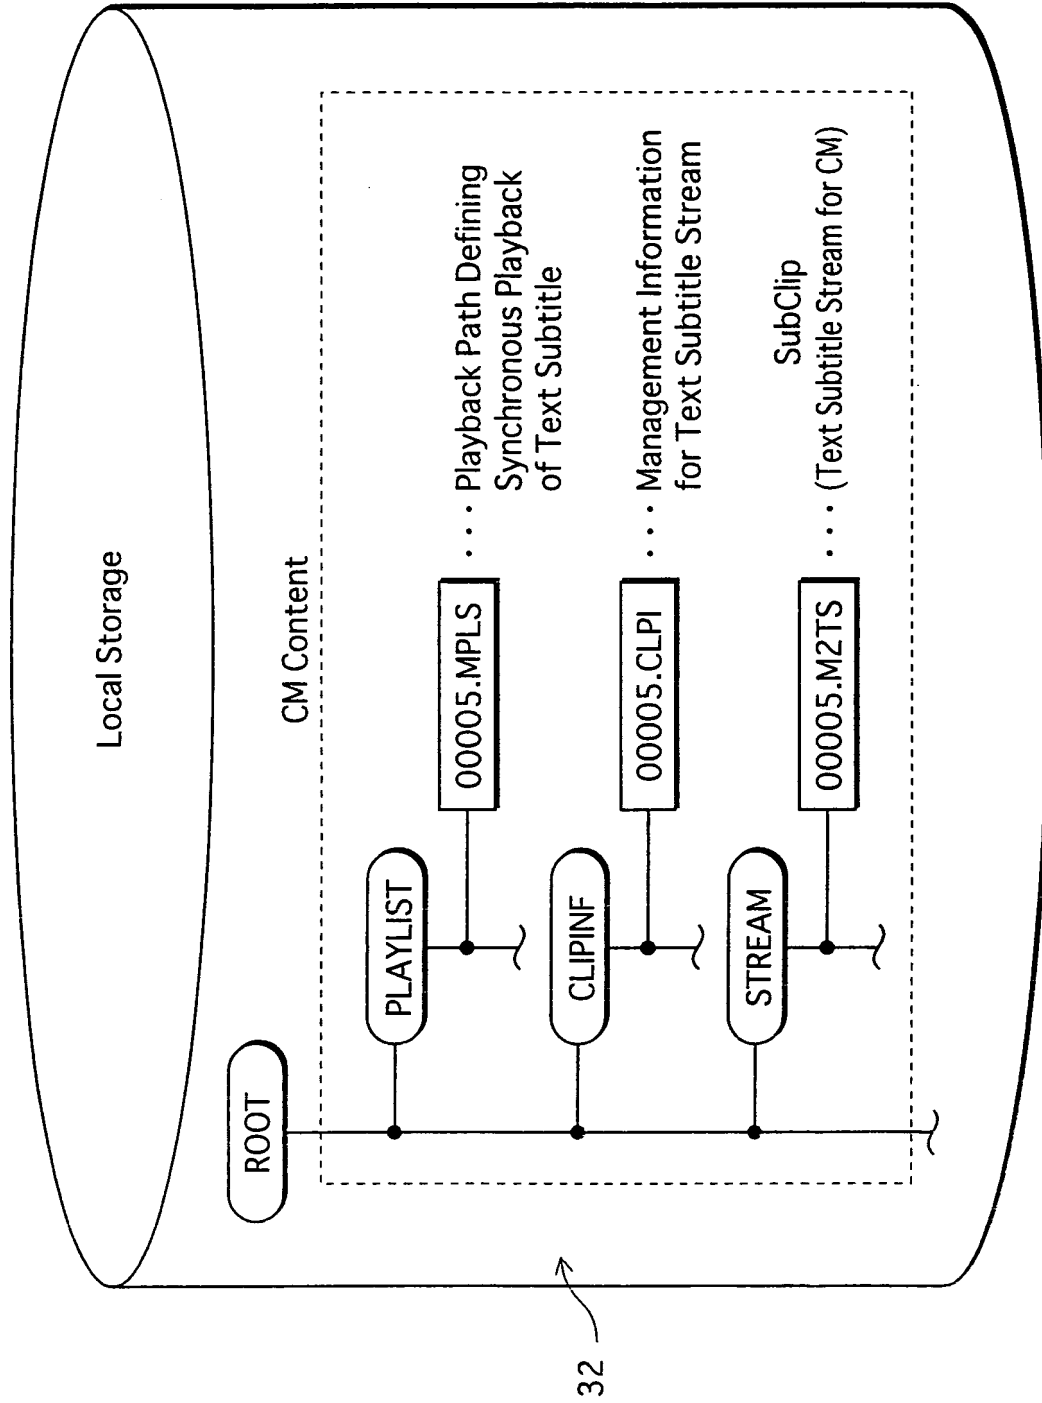 Local Storage
CM Content
ROOT
PLAYLIST
00005.MPLS
... Playback Path Defining
Synchronous Playback
of Text Subtitle
CLIPINF
00005.CLPI
... Management Information
for Text Subtitle Stream
STREAM
00005.M2TS
SubClip
... (Text Subtitle Stream for CM)
32